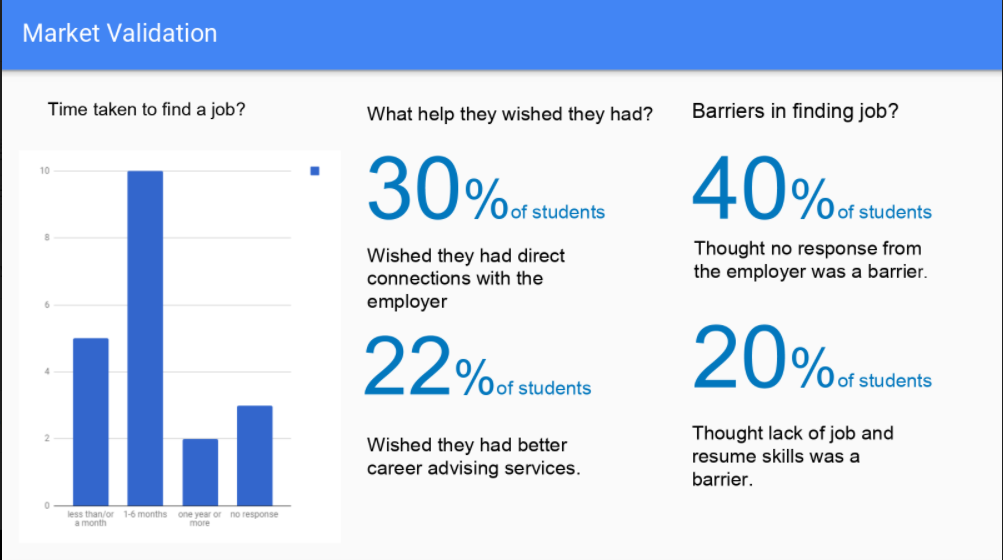 Market Validation
Time taken to find a job?
10
8
6
4
2
0
less than/or
a month
1-6 months
one year or
more
no response
What help they wished they had?
30% of students
Wished they had direct
connections with the
employer
22% of students
Wished they had better
career advising services.
Barriers in finding job?
40% of students
Thought no response from
the employer was a barrier.
20% of students
Thought lack of job and
resume skills was a
barrier.